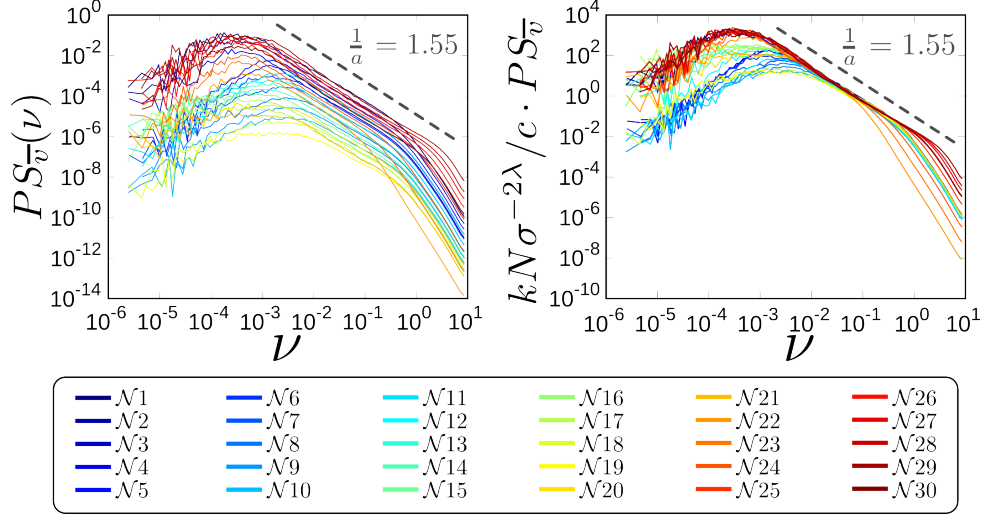 10^0
10^-2
10^-4
10^-6
10^-8
10^-10
10^-12
10^-14
PS_v̅(ν)
1/a = 1.55
10^-6 10^-5 10^-4 10^-3 10^-2 10^-1 10^0 10^1
ν
10^4
10^2
10^0
10^-2
10^-4
10^-6
10^-8
10^-10
kNσ^-2λ/c · PS_v̅
1/a = 1.55
10^-6 10^-5 10^-4 10^-3 10^-2 10^-1 10^0 10^1
ν
𝒩1 𝒩6 𝒩11 𝒩16 𝒩21 𝒩26
𝒩2 𝒩7 𝒩12 𝒩17 𝒩22 𝒩27
𝒩3 𝒩8 𝒩13 𝒩18 𝒩23 𝒩28
𝒩4 𝒩9 𝒩14 𝒩19 𝒩24 𝒩29
𝒩5 𝒩10 𝒩15 𝒩20 𝒩25 𝒩30